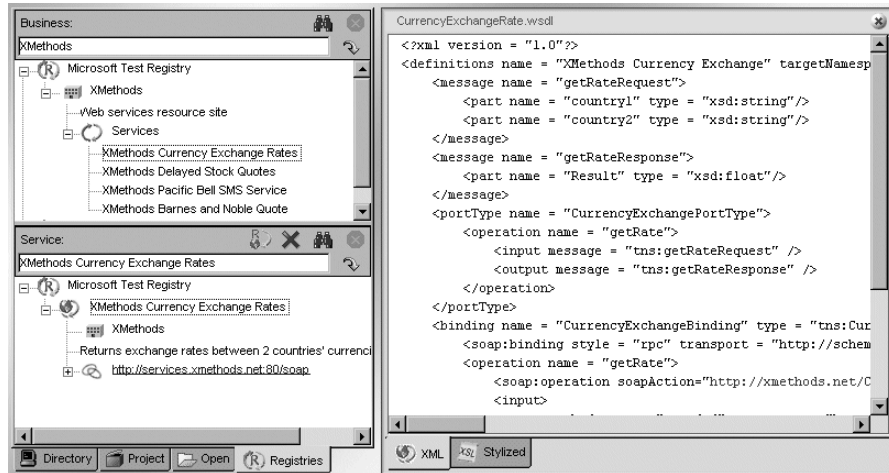 Business:
XMethods
Microsoft Test Registry
XMethods
Web services resource site
Services
XMethods Currency Exchange Rates
XMethods Delayed Stock Quotes
XMethods Pacific Bell SMS Service
XMethods Barnes and Noble Quote
Service:
XMethods Currency Exchange Rates
Microsoft Test Registry
XMethods Currency Exchange Rates
XMethods
Returns exchange rates between 2 countries' currenci
http://services.xmethods.net:80/soap
Directory Project Open Registries
CurrencyExchangeRate.wsdl
<?xml version = "1.0"?>
<definitions name = "XMethods Currency Exchange" targetNamesp
<message name = "getRateRequest">
<part name = "country1" type = "xsd:string"/>
<part name = "country2" type = "xsd:string"/>
</message>
<message name = "getRateResponse">
<part name = "Result" type = "xsd:float"/>
</message>
<portType name = "CurrencyExchangePortType">
<operation name = "getRate">
<input message = "tns:getRateRequest" />
<output message = "tns:getRateResponse" />
</operation>
</portType>
<binding name = "CurrencyExchangeBinding" type = "tns:Cur
<soap:binding style = "rpc" transport = "http://schem
<operation name = "getRate">
<soap:operation soapAction="http://xmethods.net/C
<input>
XML XSL Stylized